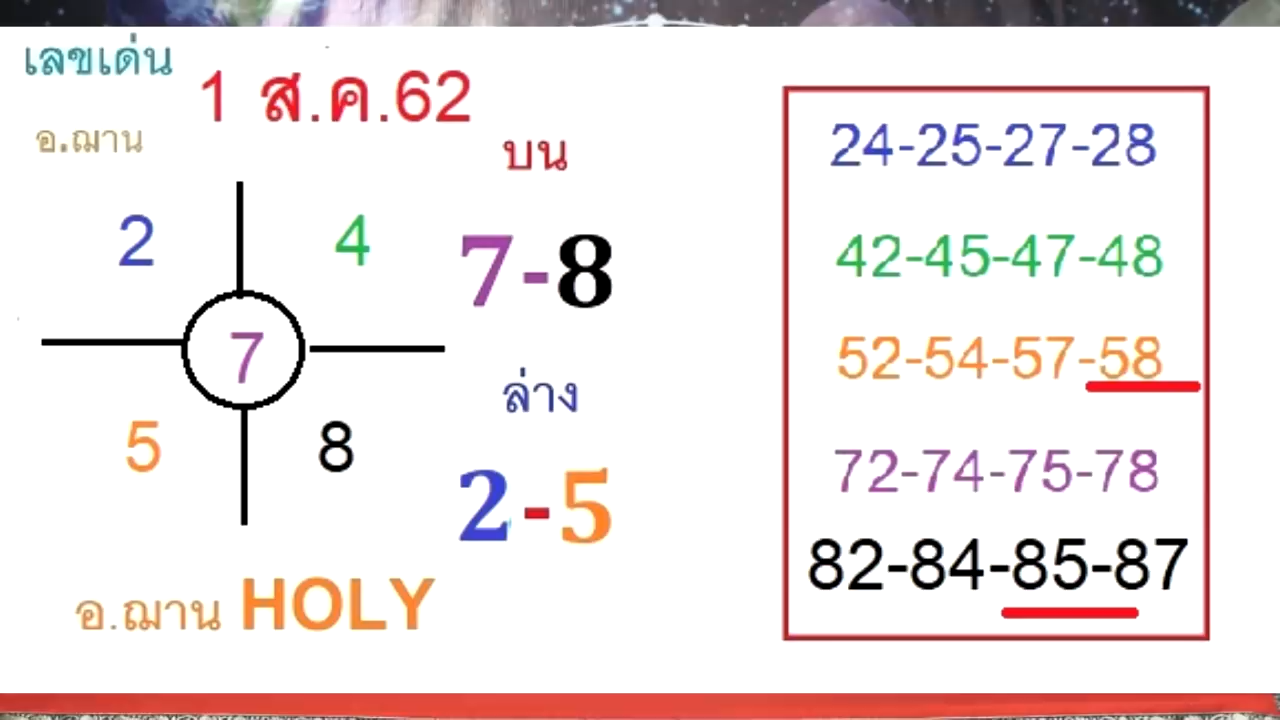 เลขเด่น
1 ส.ค.62
อ.ฌาน
บน
2 4
7-8
7
ล่าง
5 8
2-5
อ.ฌาน HOLY
24-25-27-28
42-45-47-48
52-54-57-58
72-74-75-78
82-84-85-87